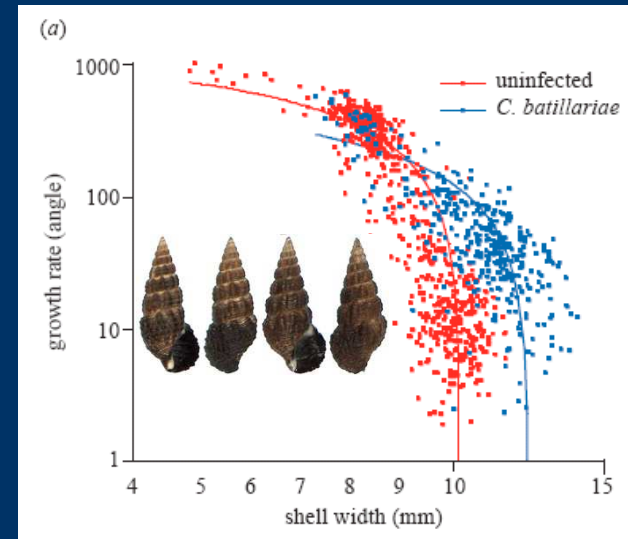 (a)
1000
100
10
1
growth rate (angle)
uninfected
C. batillariae
4 5 6 7 8 9 10 15
shell width (mm)